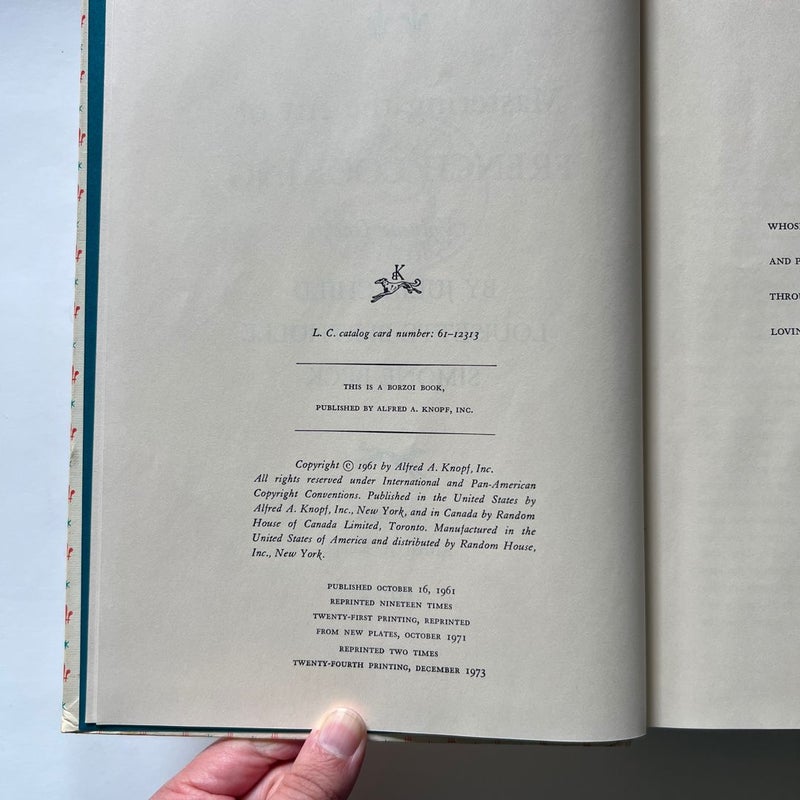 BK
L. C. catalog card number: 61-12313
THIS IS A BORZOI BOOK,
PUBLISHED BY ALFRED A. KNOPF, INC.
Copyright © 1961 by Alfred A. Knopf, Inc.
All rights reserved under International and Pan-American
Copyright Conventions. Published in the United States by
Alfred A. Knopf, Inc., New York, and in Canada by Random
House of Canada Limited, Toronto. Manufactured in the
United States of America and distributed by Random House,
Inc., New York.
PUBLISHED OCTOBER 16, 1961
REPRINTED NINETEEN TIMES
TWENTY-FIRST PRINTING, REPRINTED
FROM NEW PLATES, OCTOBER 1971
REPRINTED TWO TIMES
TWENTY-FOURTH PRINTING, DECEMBER 1973
AND